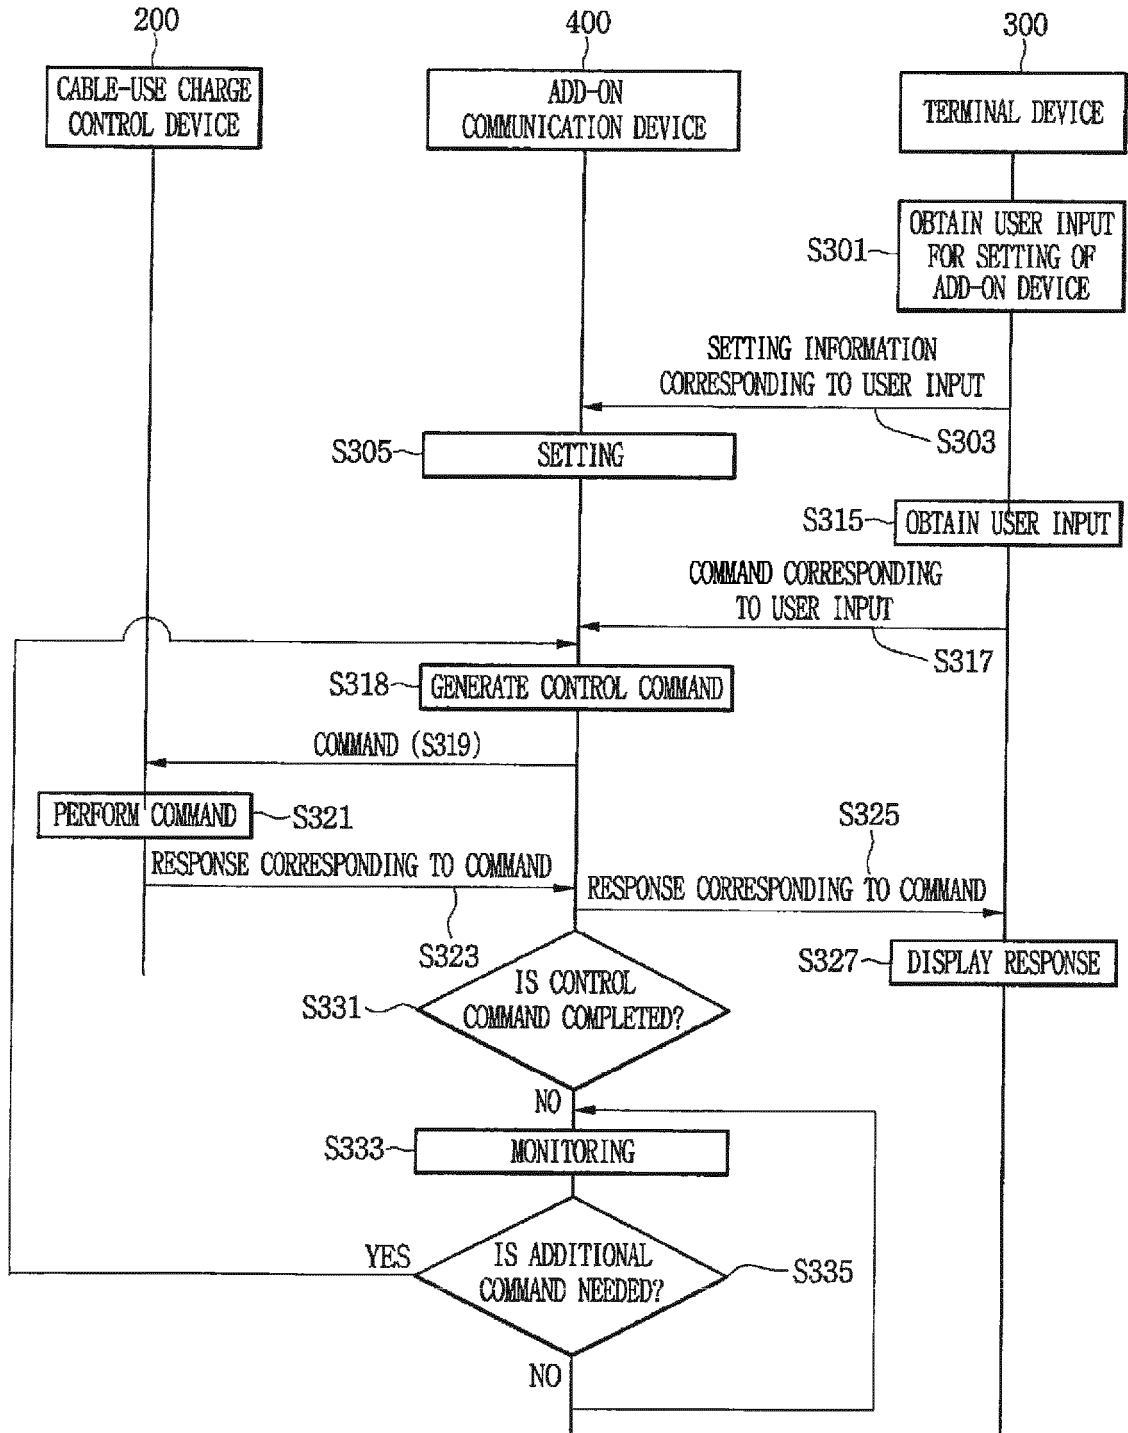 200
400
300
CABLE-USE CHARGE
CONTROL DEVICE
ADD-ON
COMMUNICATION DEVICE
TERMINAL DEVICE
S301
OBTAIN USER INPUT
FOR SETTING OF
ADD-ON DEVICE
SETTING INFORMATION
CORRESPONDING TO USER INPUT
S303
S305
SETTING
S315
OBTAIN USER INPUT
COMMAND CORRESPONDING
TO USER INPUT
S317
S318
GENERATE CONTROL COMMAND
COMMAND (S319)
PERFORM COMMAND
S321
S325
RESPONSE CORRESPONDING TO COMMAND
RESPONSE CORRESPONDING TO COMMAND
S323
S327
DISPLAY RESPONSE
S331
IS CONTROL
COMMAND COMPLETED?
NO
S333
MONITORING
YES
IS ADDITIONAL
COMMAND NEEDED?
S335
NO